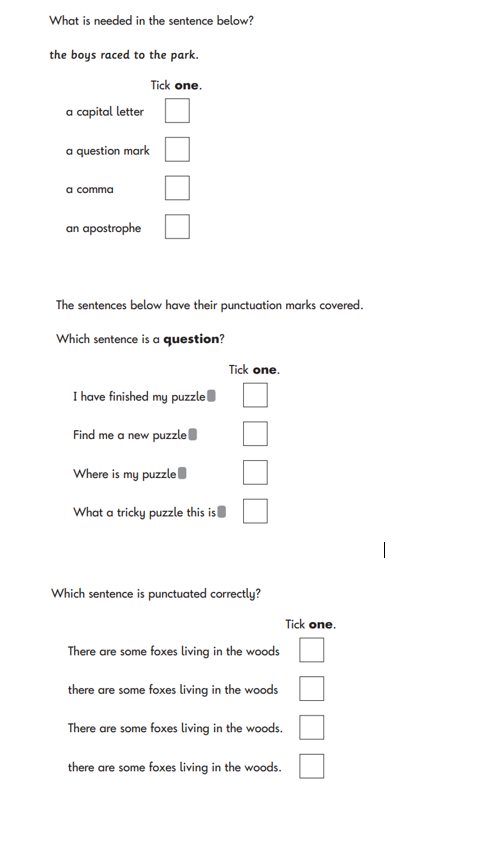 What is needed in the sentence below?
the boys raced to the park.
Tick one.
a capital letter
a question mark
a comma
an apostrophe
The sentences below have their punctuation marks covered.
Which sentence is a question?
Tick one.
I have finished my puzzle
Find me a new puzzle
Where is my puzzle
What a tricky puzzle this is
Which sentence is punctuated correctly?
Tick one.
There are some foxes living in the woods
there are some foxes living in the woods
There are some foxes living in the woods.
there are some foxes living in the woods.